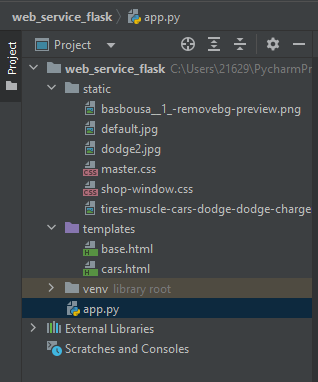 web_service_flask
app.py
Project
Project
web_service_flask C:\Users\21629\PycharmPr
static
basbousa__1_-removebg-preview.png
default.jpg
dodge2.jpg
master.css
shop-window.css
tires-muscle-cars-dodge-dodge-charge
templates
base.html
cars.html
venv library root
app.py
External Libraries
Scratches and Consoles